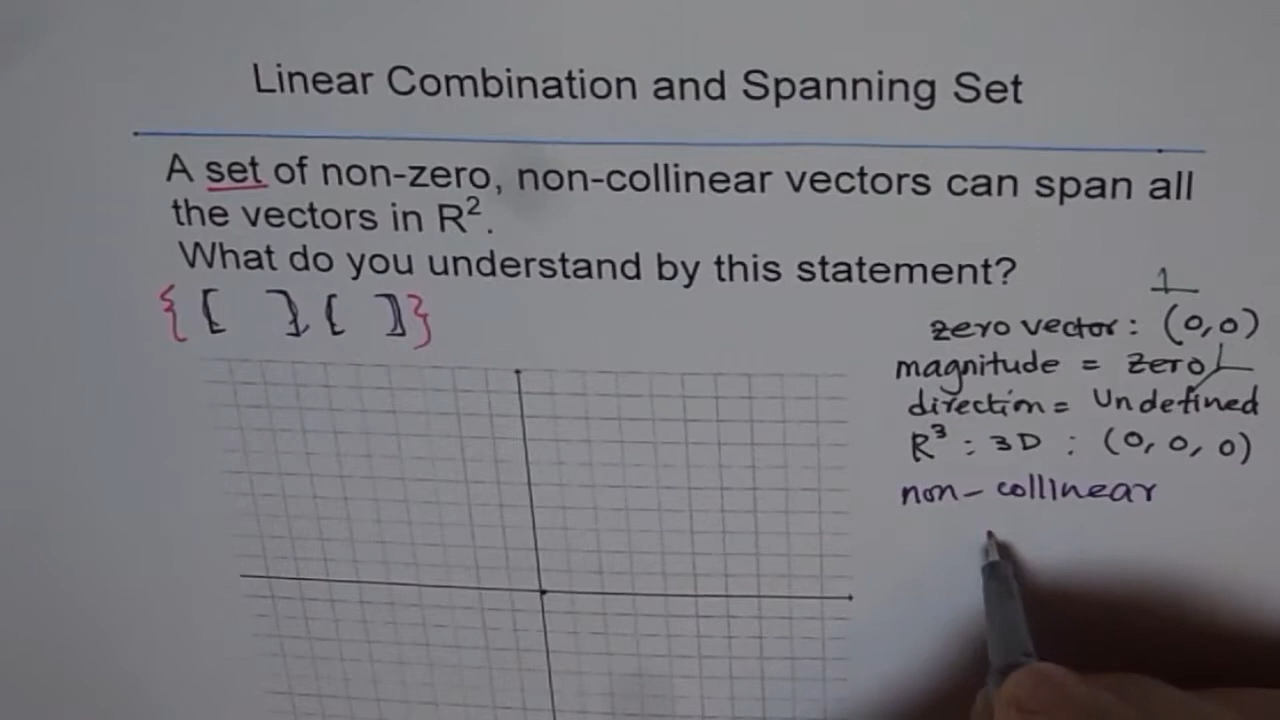 Linear Combination and Spanning Set
A set of non-zero, non-collinear vectors can span all
the vectors in R².
What do you understand by this statement?
{ [ ], [ ] }
zero vector: (0,0)
magnitude = zero
direction = Undefined
R³ : 3D : (0, 0, 0)
non-collinear